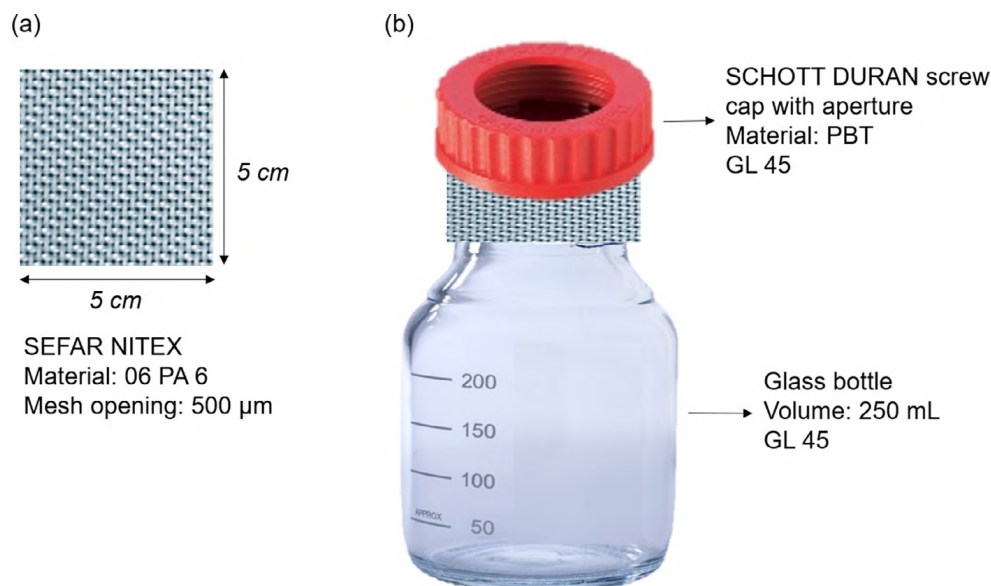 (a)
5 cm
5 cm
SEFAR NITEX
Material: 06 PA 6
Mesh opening: 500 µm
(b)
SCHOTT DURAN screw
cap with aperture
Material: PBT
GL 45
Glass bottle
Volume: 250 mL
GL 45
200
150
100
APPROX
50